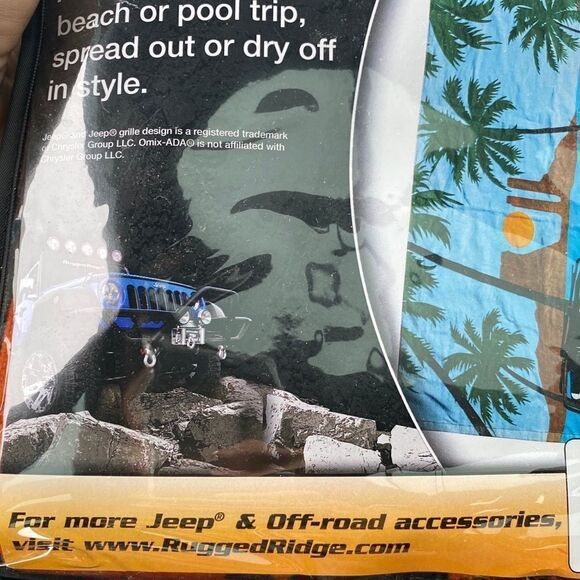 beach or pool trip,
spread out or dry off
in style.
Jeep® and Jeep® grille design is a registered trademark
of Chrysler Group LLC. Omix-ADA® is not affiliated with
Chrysler Group LLC.
For more Jeep® & Off-road accessories,
visit www.RuggedRidge.com